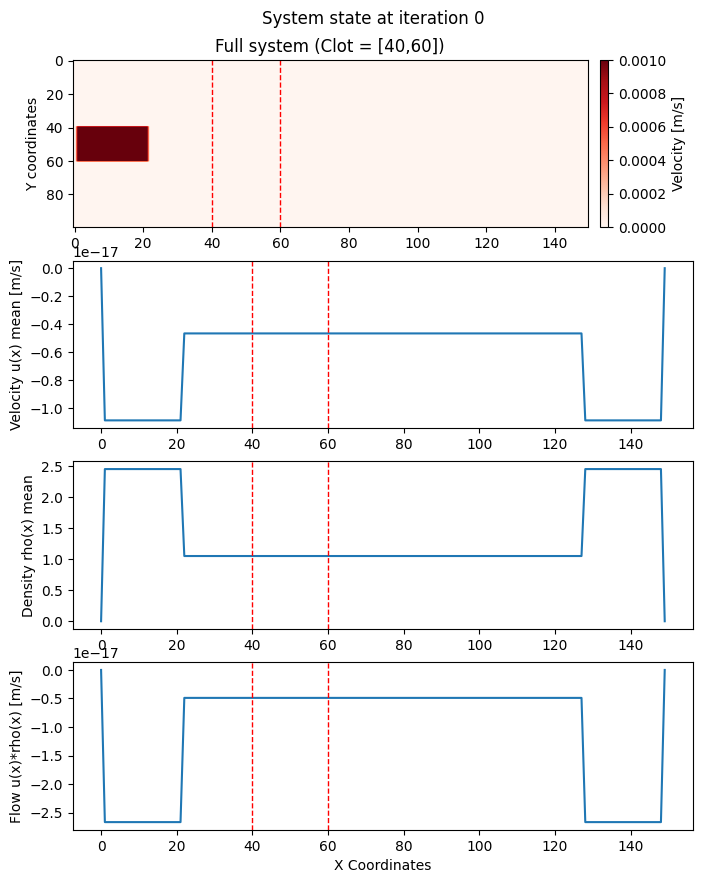 System state at iteration 0
Full system (Clot = [40,60])
0
20
40
60
80
Y coordinates
0 20 40 60 80 100 120 140
0.0010
0.0008
0.0006
0.0004
0.0002
0.0000
Velocity [m/s]
1e−17
0.0
−0.2
−0.4
−0.6
−0.8
−1.0
Velocity u(x) mean [m/s]
0 20 40 60 80 100 120 140
2.5
2.0
1.5
1.0
0.5
0.0
Density rho(x) mean
0 20 40 60 80 100 120 140
1e−17
0.0
−0.5
−1.0
−1.5
−2.0
−2.5
Flow u(x)*rho(x) [m/s]
0 20 40 60 80 100 120 140
X Coordinates